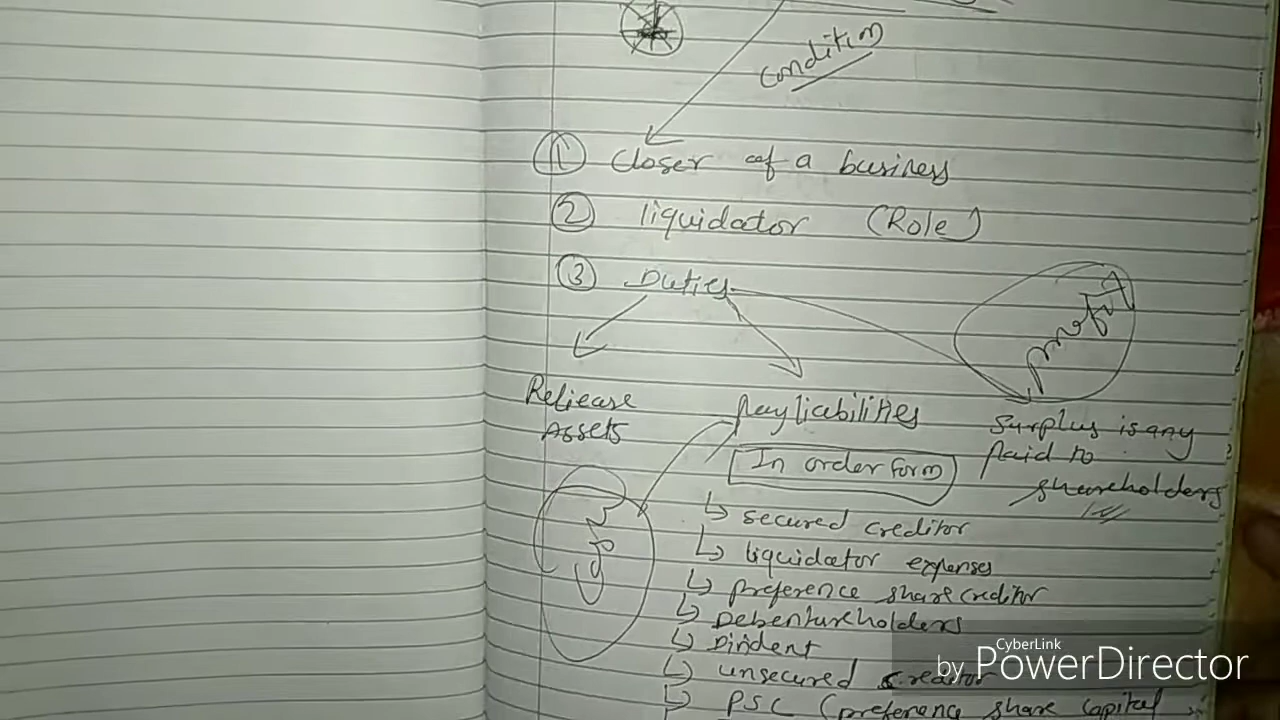 Condition
① Closer of a business
② liquidator (Role)
③ Duties
profit
Reliease
Assets
Pay liabilities
In order form
Surplus is any
paid to
shareholders
↳ secured creditor
↳ liquidator expenses
↳ preference share creditor
↳ Debentureholders
↳ Divident
↳ unsecured creditor
↳ PSC (preference share capital
CyberLink
by PowerDirector